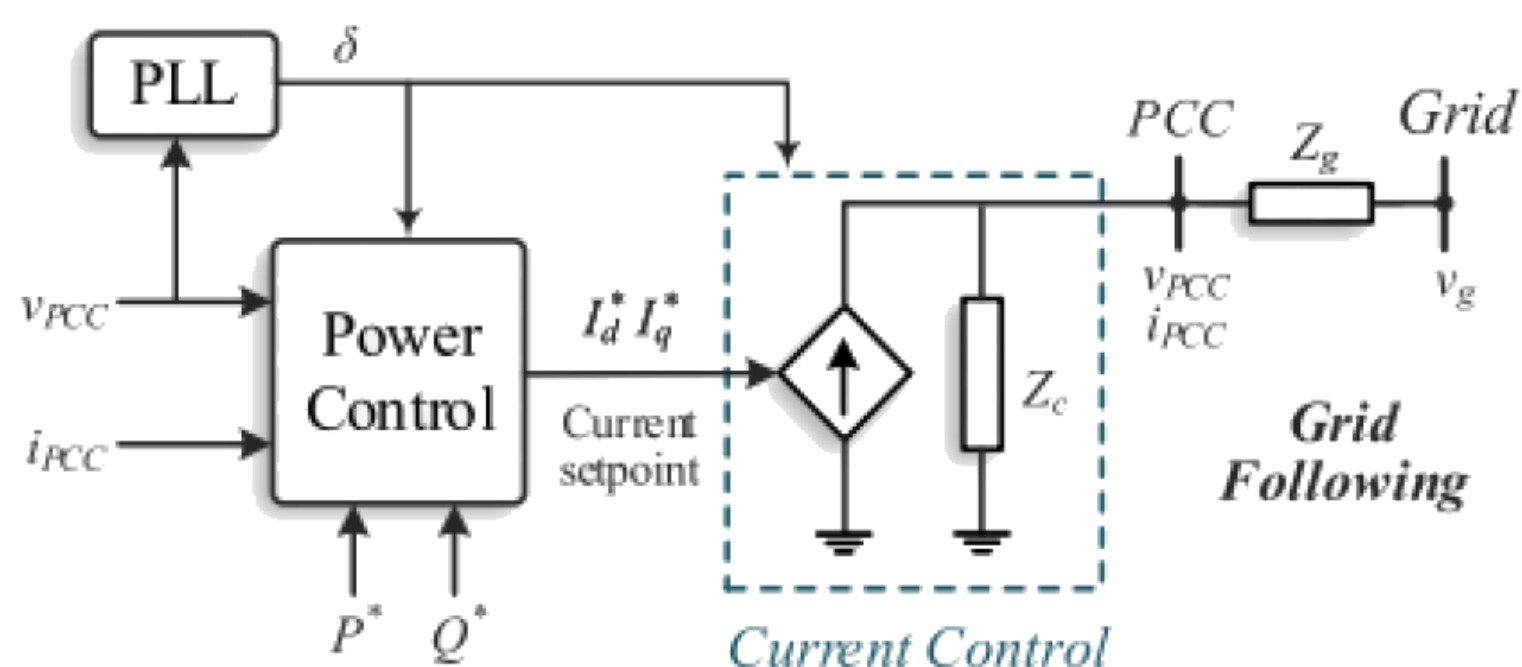 PLL
δ
PCC
Grid
Z_g
v_PCC
Power
Control
I_d^* I_q^*
Current
setpoint
Z_c
v_PCC
i_PCC
v_g
i_PCC
Grid
Following
P^*
Q^*
Current Control